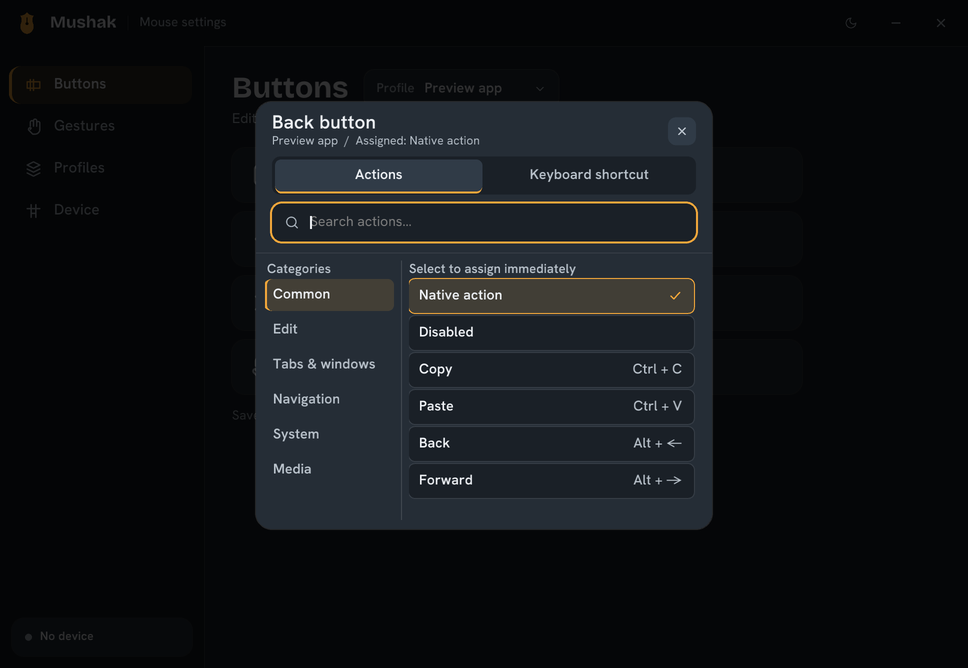 Mushak Mouse settings
Buttons
Gestures
Profiles
Device
No device
Buttons
Profile Preview app
Edi
Sav
Back button
Preview app / Assigned: Native action
Actions
Keyboard shortcut
Search actions...
Categories
Common
Edit
Tabs & windows
Navigation
System
Media
Select to assign immediately
Native action
Disabled
Copy Ctrl + C
Paste Ctrl + V
Back Alt + ←
Forward Alt + →